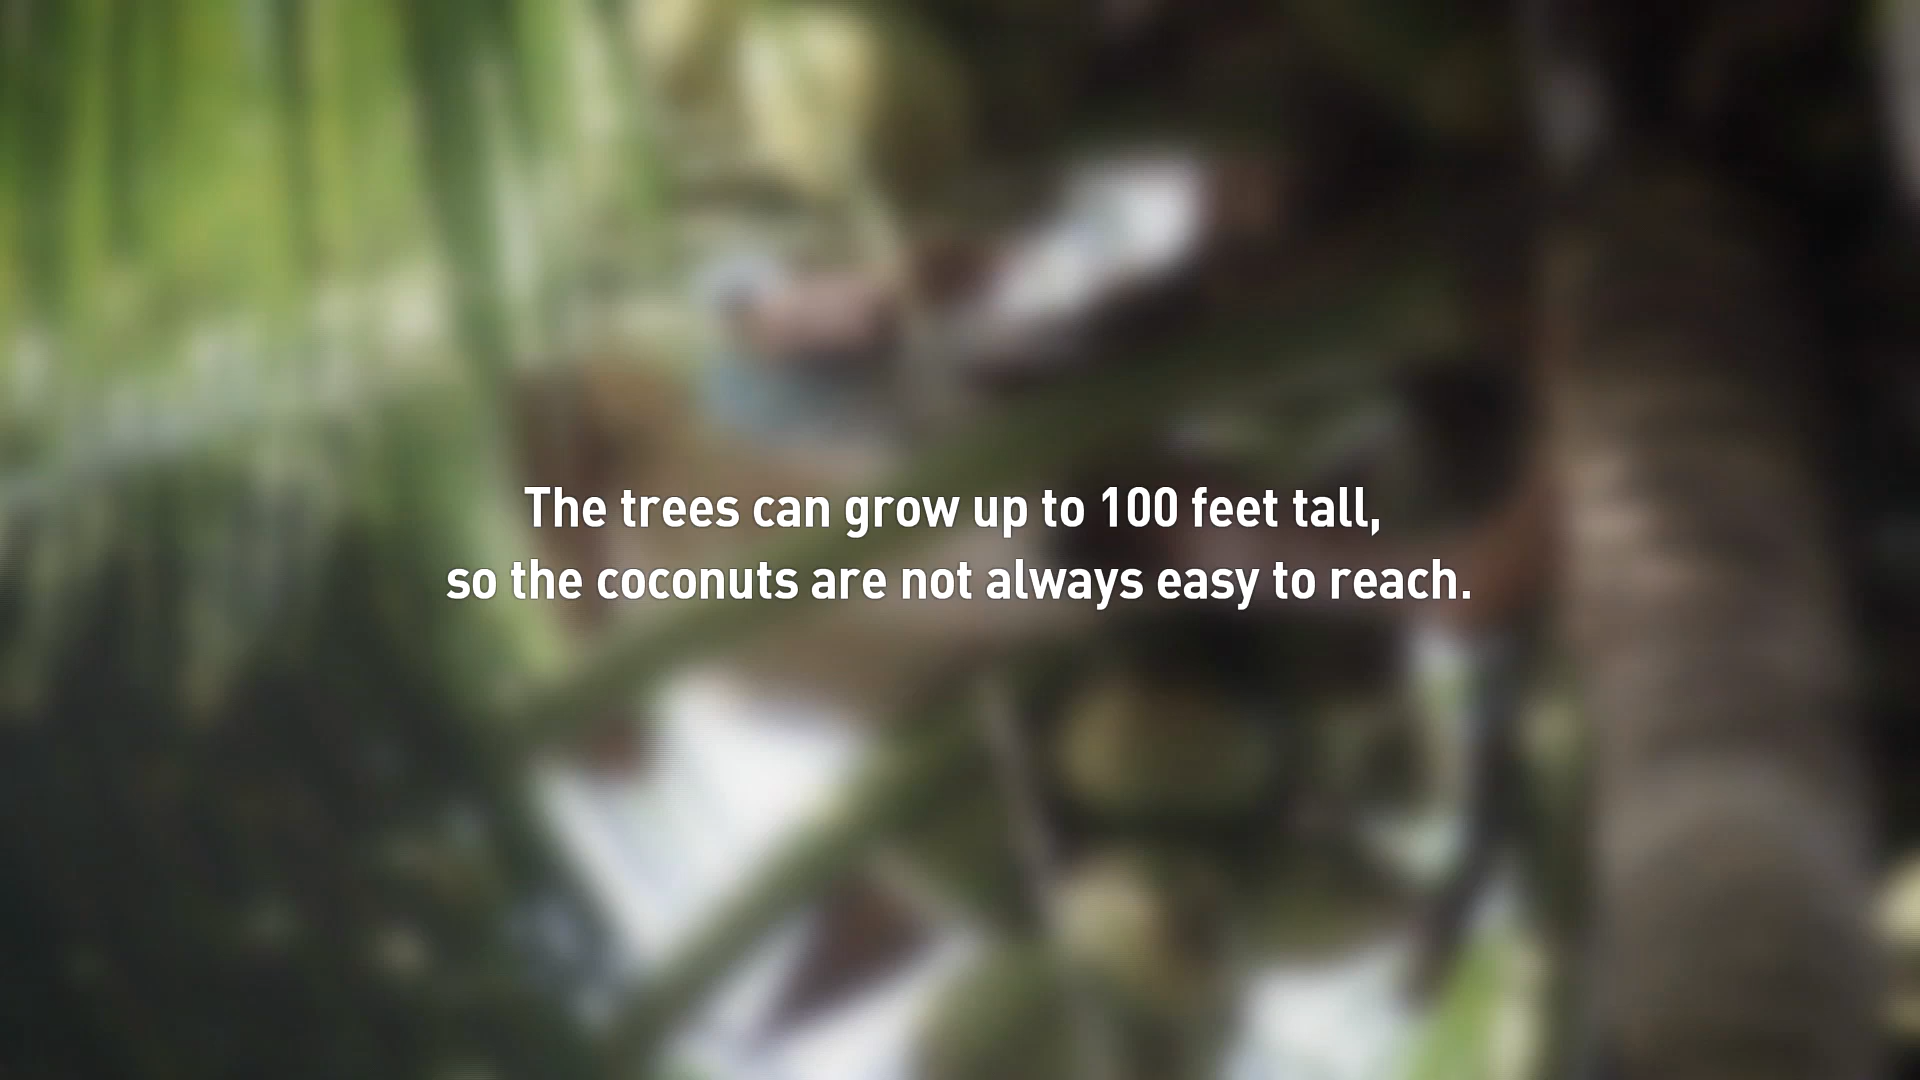 The trees can grow up to 100 feet tall,
so the coconuts are not always easy to reach.